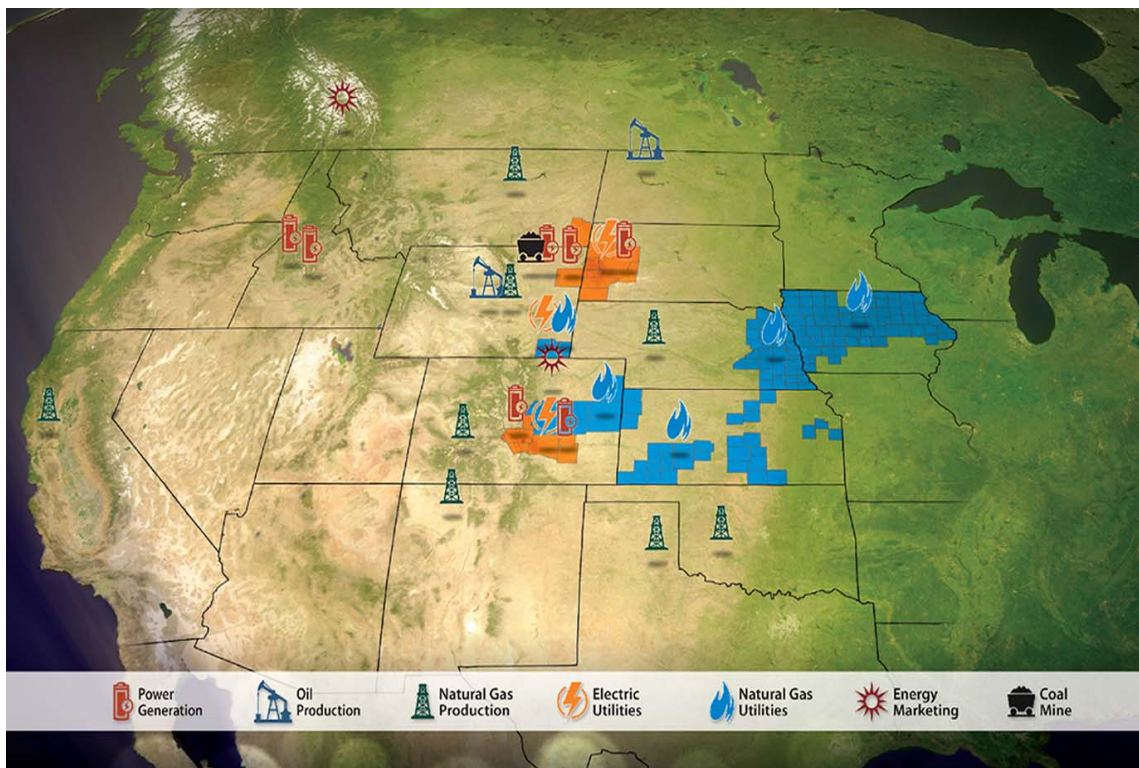 Power
Generation
Oil
Production
Natural Gas
Production
Electric
Utilities
Natural Gas
Utilities
Energy
Marketing
Coal
Mine